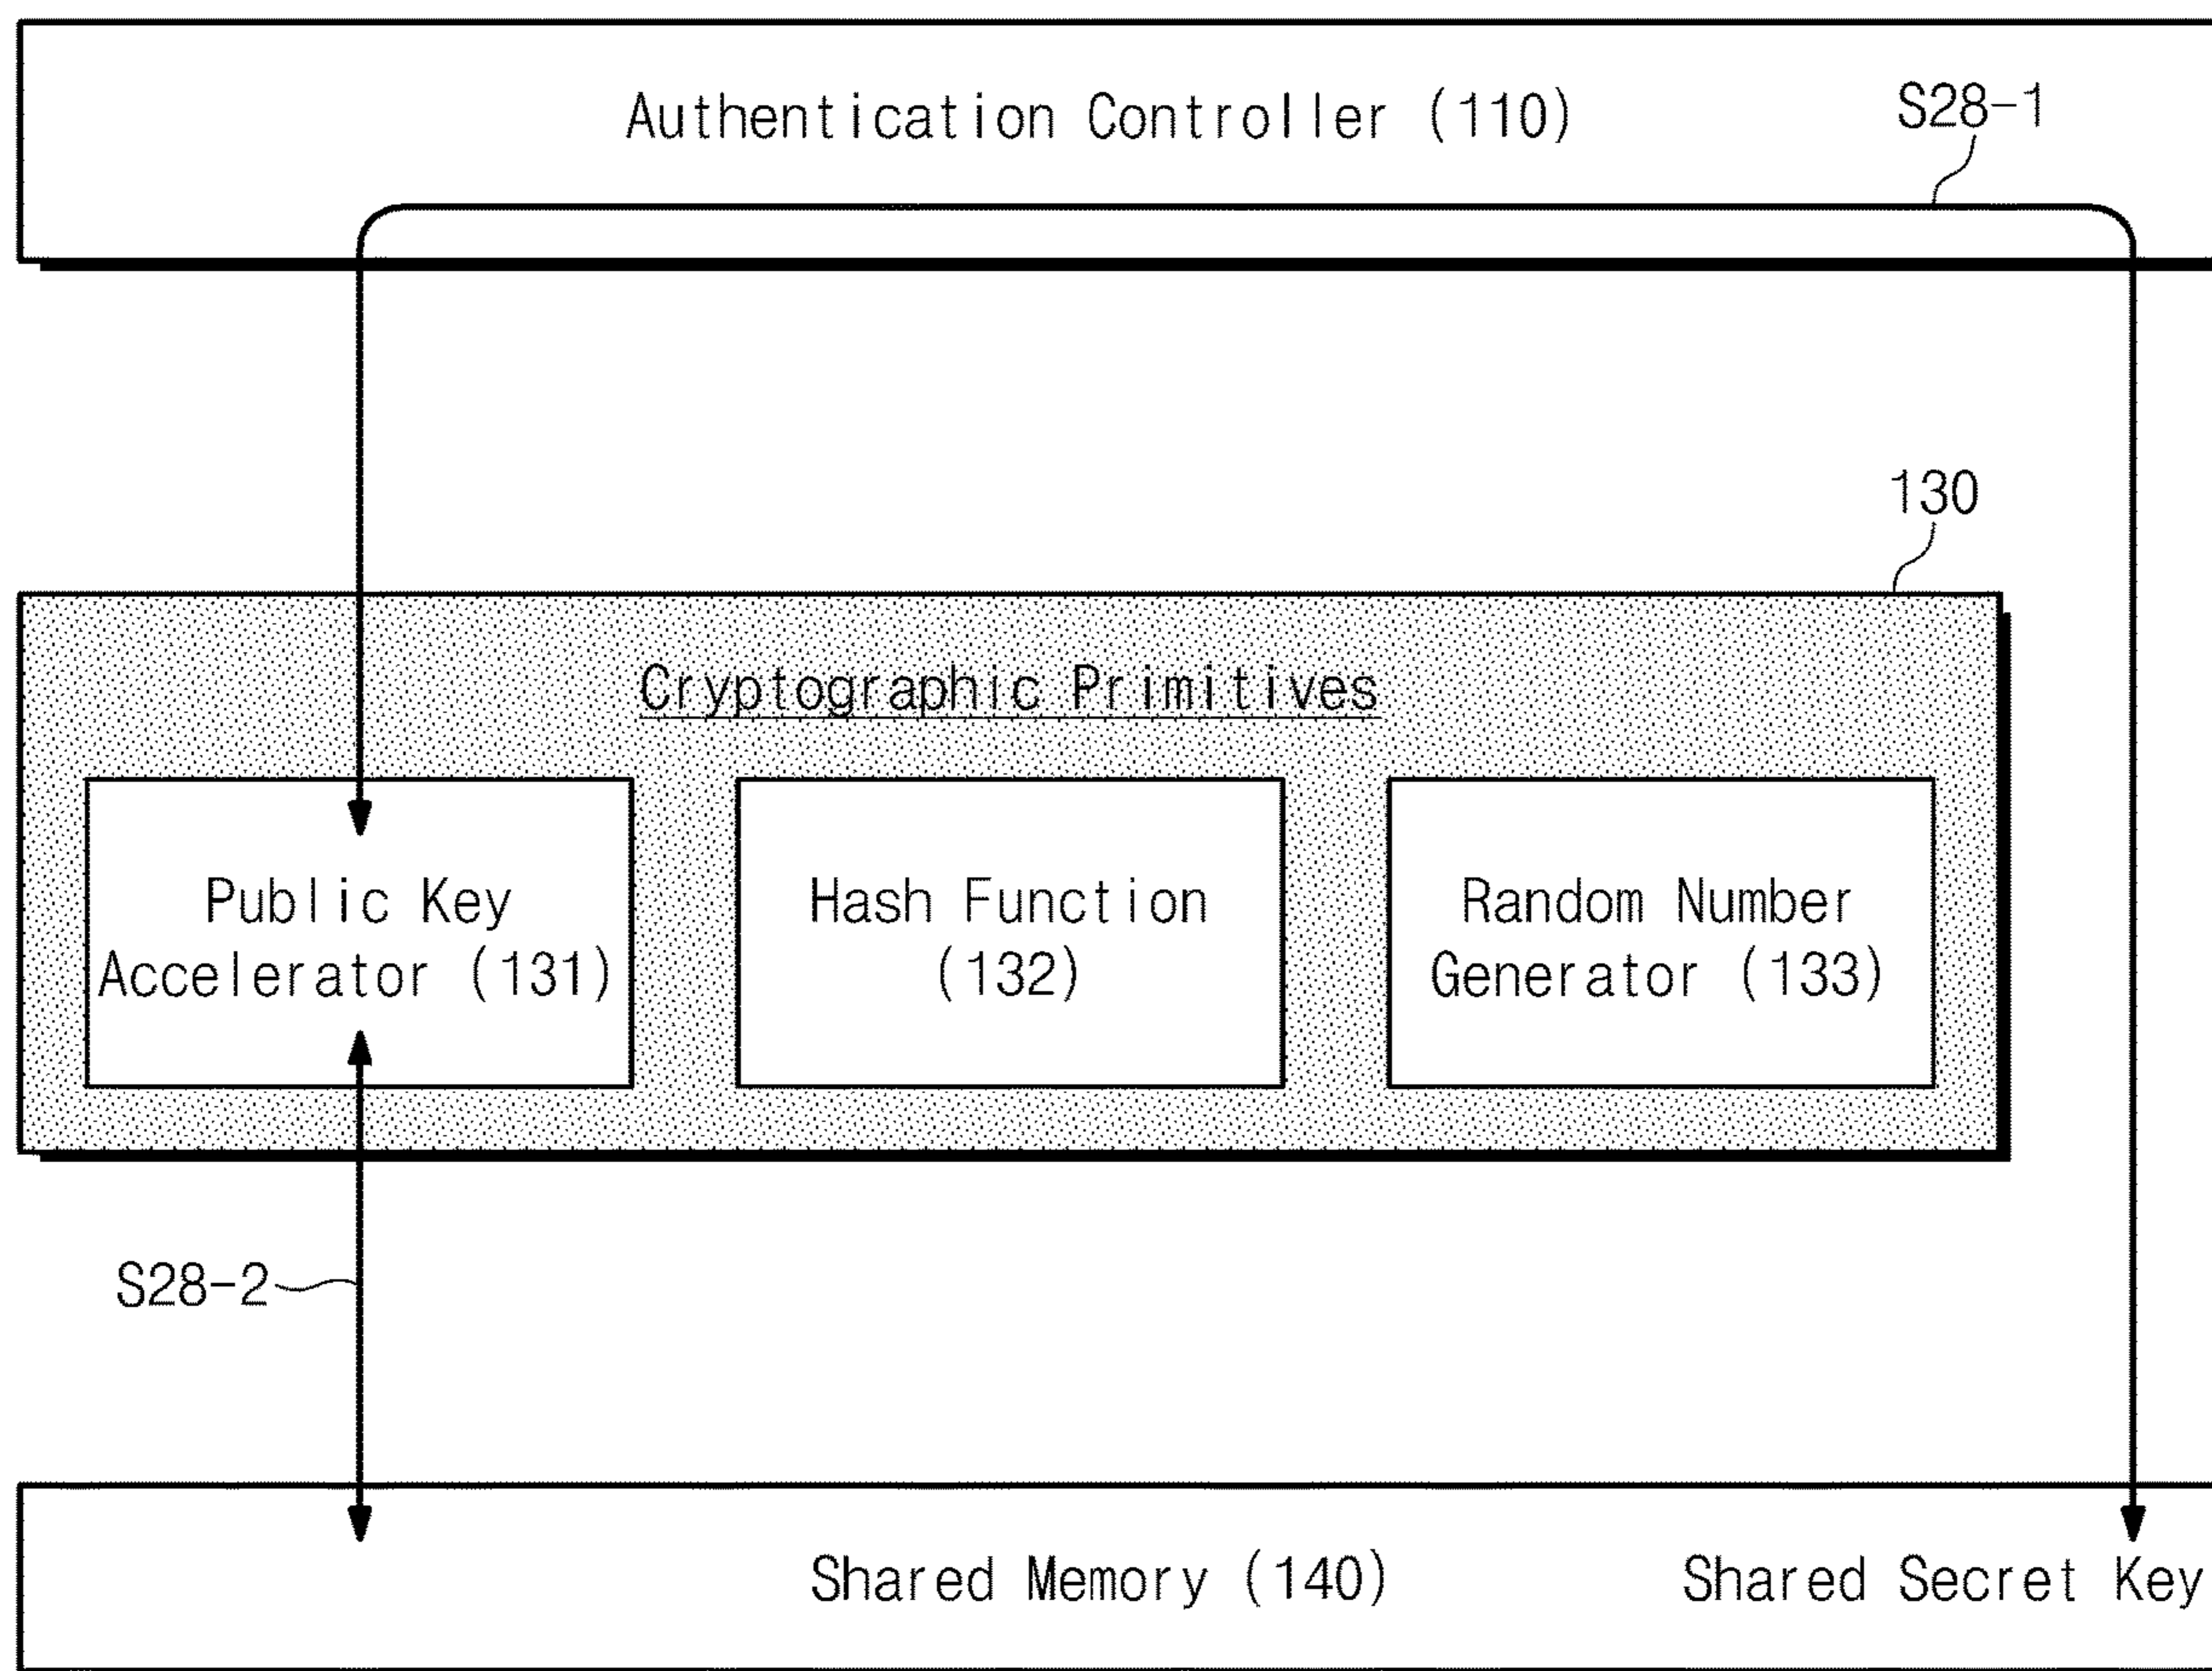 Authentication Controller (110)
S28-1
130
Cryptographic Primitives
Public Key
Accelerator (131)
Hash Function
(132)
Random Number
Generator (133)
S28-2
Shared Memory (140)
Shared Secret Key